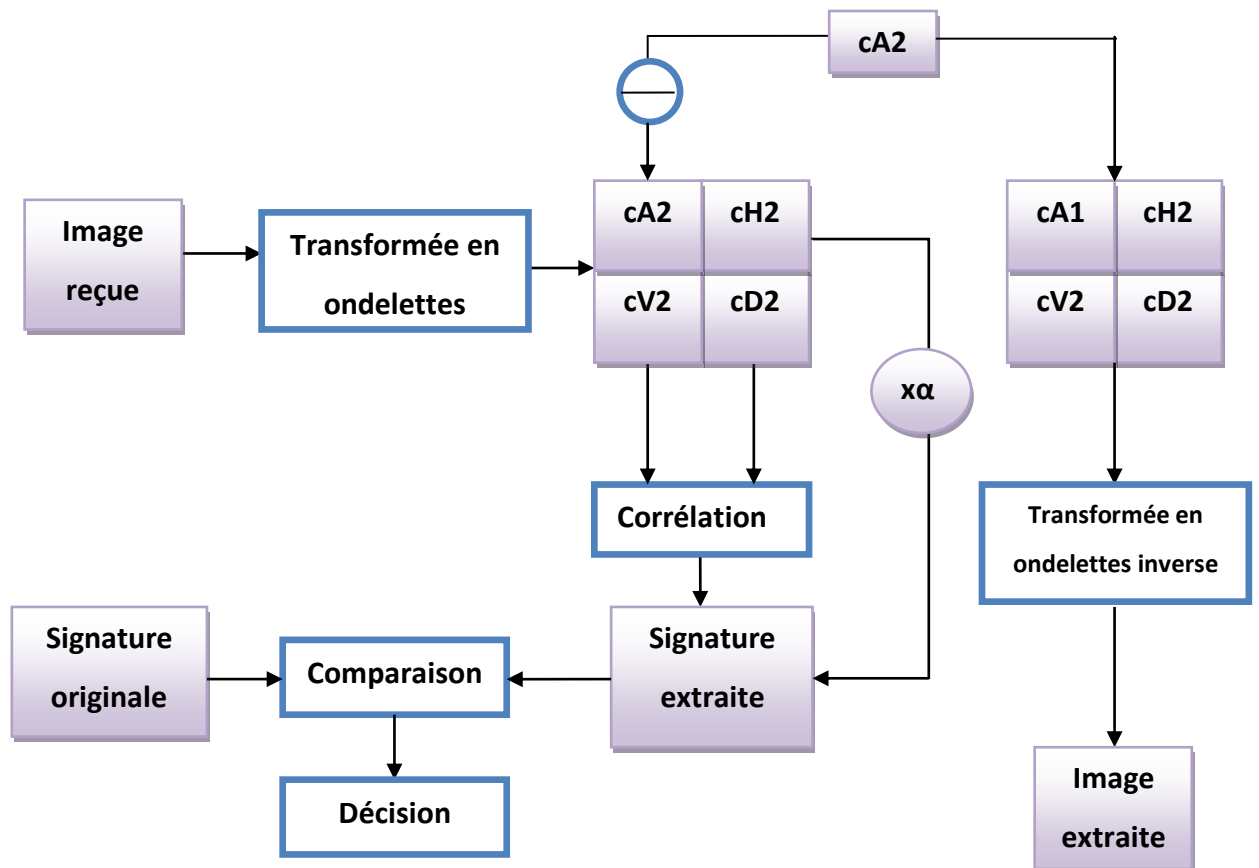 cA2
cA2
cH2
cV2
cD2
cA1
cH2
cV2
cD2
Image
reçue
Transformée en
ondelettes
xα
Corrélation
Transformée en
ondelettes inverse
Signature
originale
Comparaison
Signature
extraite
Décision
Image
extraite